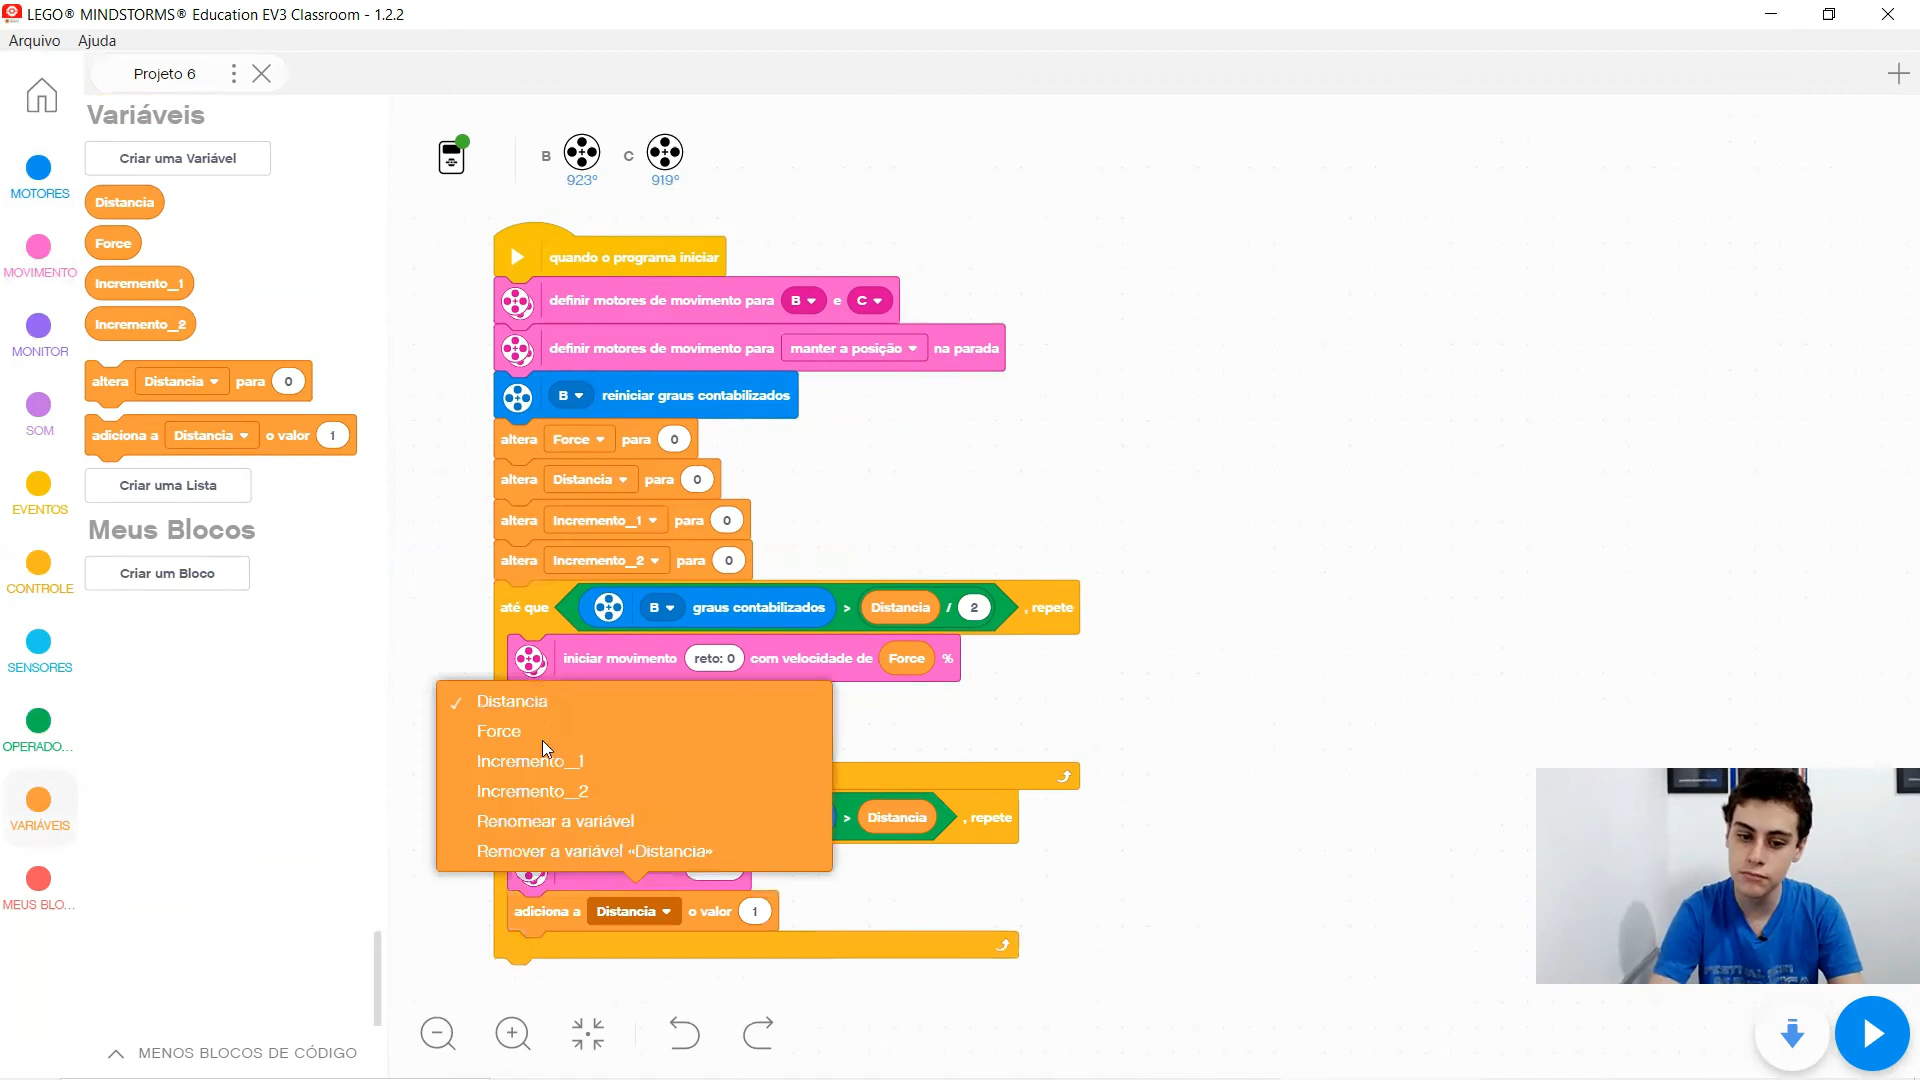 LEGO® MINDSTORMS® Education EV3 Classroom - 1.2.2
Arquivo Ajuda
Projeto 6
Variáveis
Criar uma Variável
Distancia
Force
Incremento_1
Incremento_2
altera Distancia para 0
adiciona a Distancia o valor 1
Criar uma Lista
Meus Blocos
Criar um Bloco
MENOS BLOCOS DE CÓDIGO
MOTORES
MOVIMENTO
MONITOR
SOM
EVENTOS
CONTROLE
SENSORES
OPERADO...
VARIÁVEIS
MEUS BLO...
B 923° C 919°
quando o programa iniciar
definir motores de movimento para B e C
definir motores de movimento para manter a posição na parada
B reiniciar graus contabilizados
altera Force para 0
altera Distancia para 0
altera Incremento_1 para 0
altera Incremento_2 para 0
até que B graus contabilizados > Distancia / 2 , repete
iniciar movimento reto: 0 com velocidade de Force %
Distancia
Force
Incremento_1
Incremento_2
Renomear a variável
Remover a variável «Distancia»
> Distancia , repete
adiciona a Distancia o valor 1